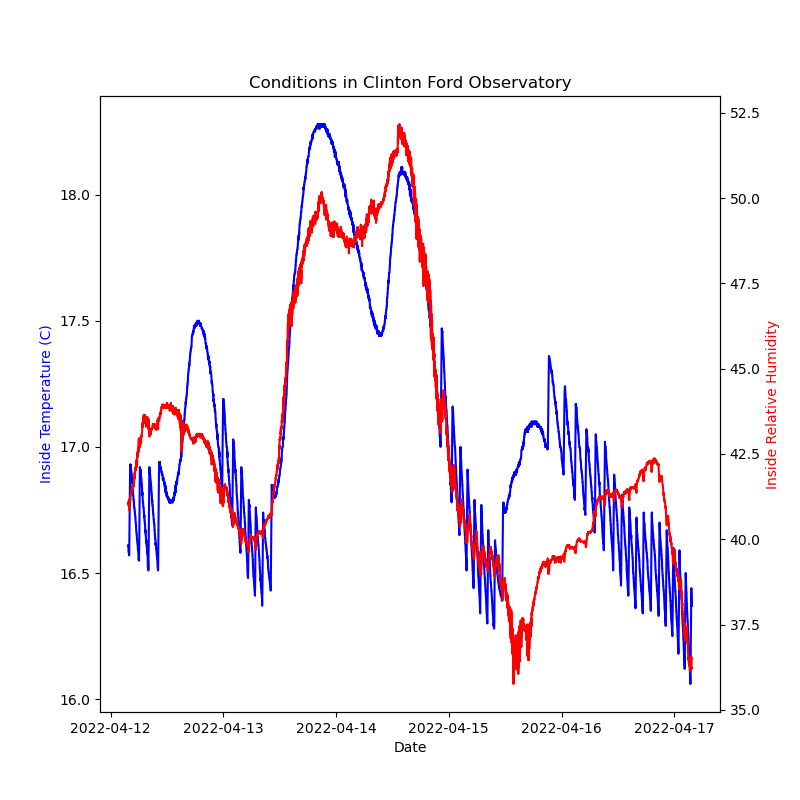 Conditions in Clinton Ford Observatory
Inside Temperature (C)
18.0
17.5
17.0
16.5
16.0
52.5
50.0
47.5
45.0
42.5
40.0
37.5
35.0
Inside Relative Humidity
2022-04-12 2022-04-13 2022-04-14 2022-04-15 2022-04-16 2022-04-17
Date